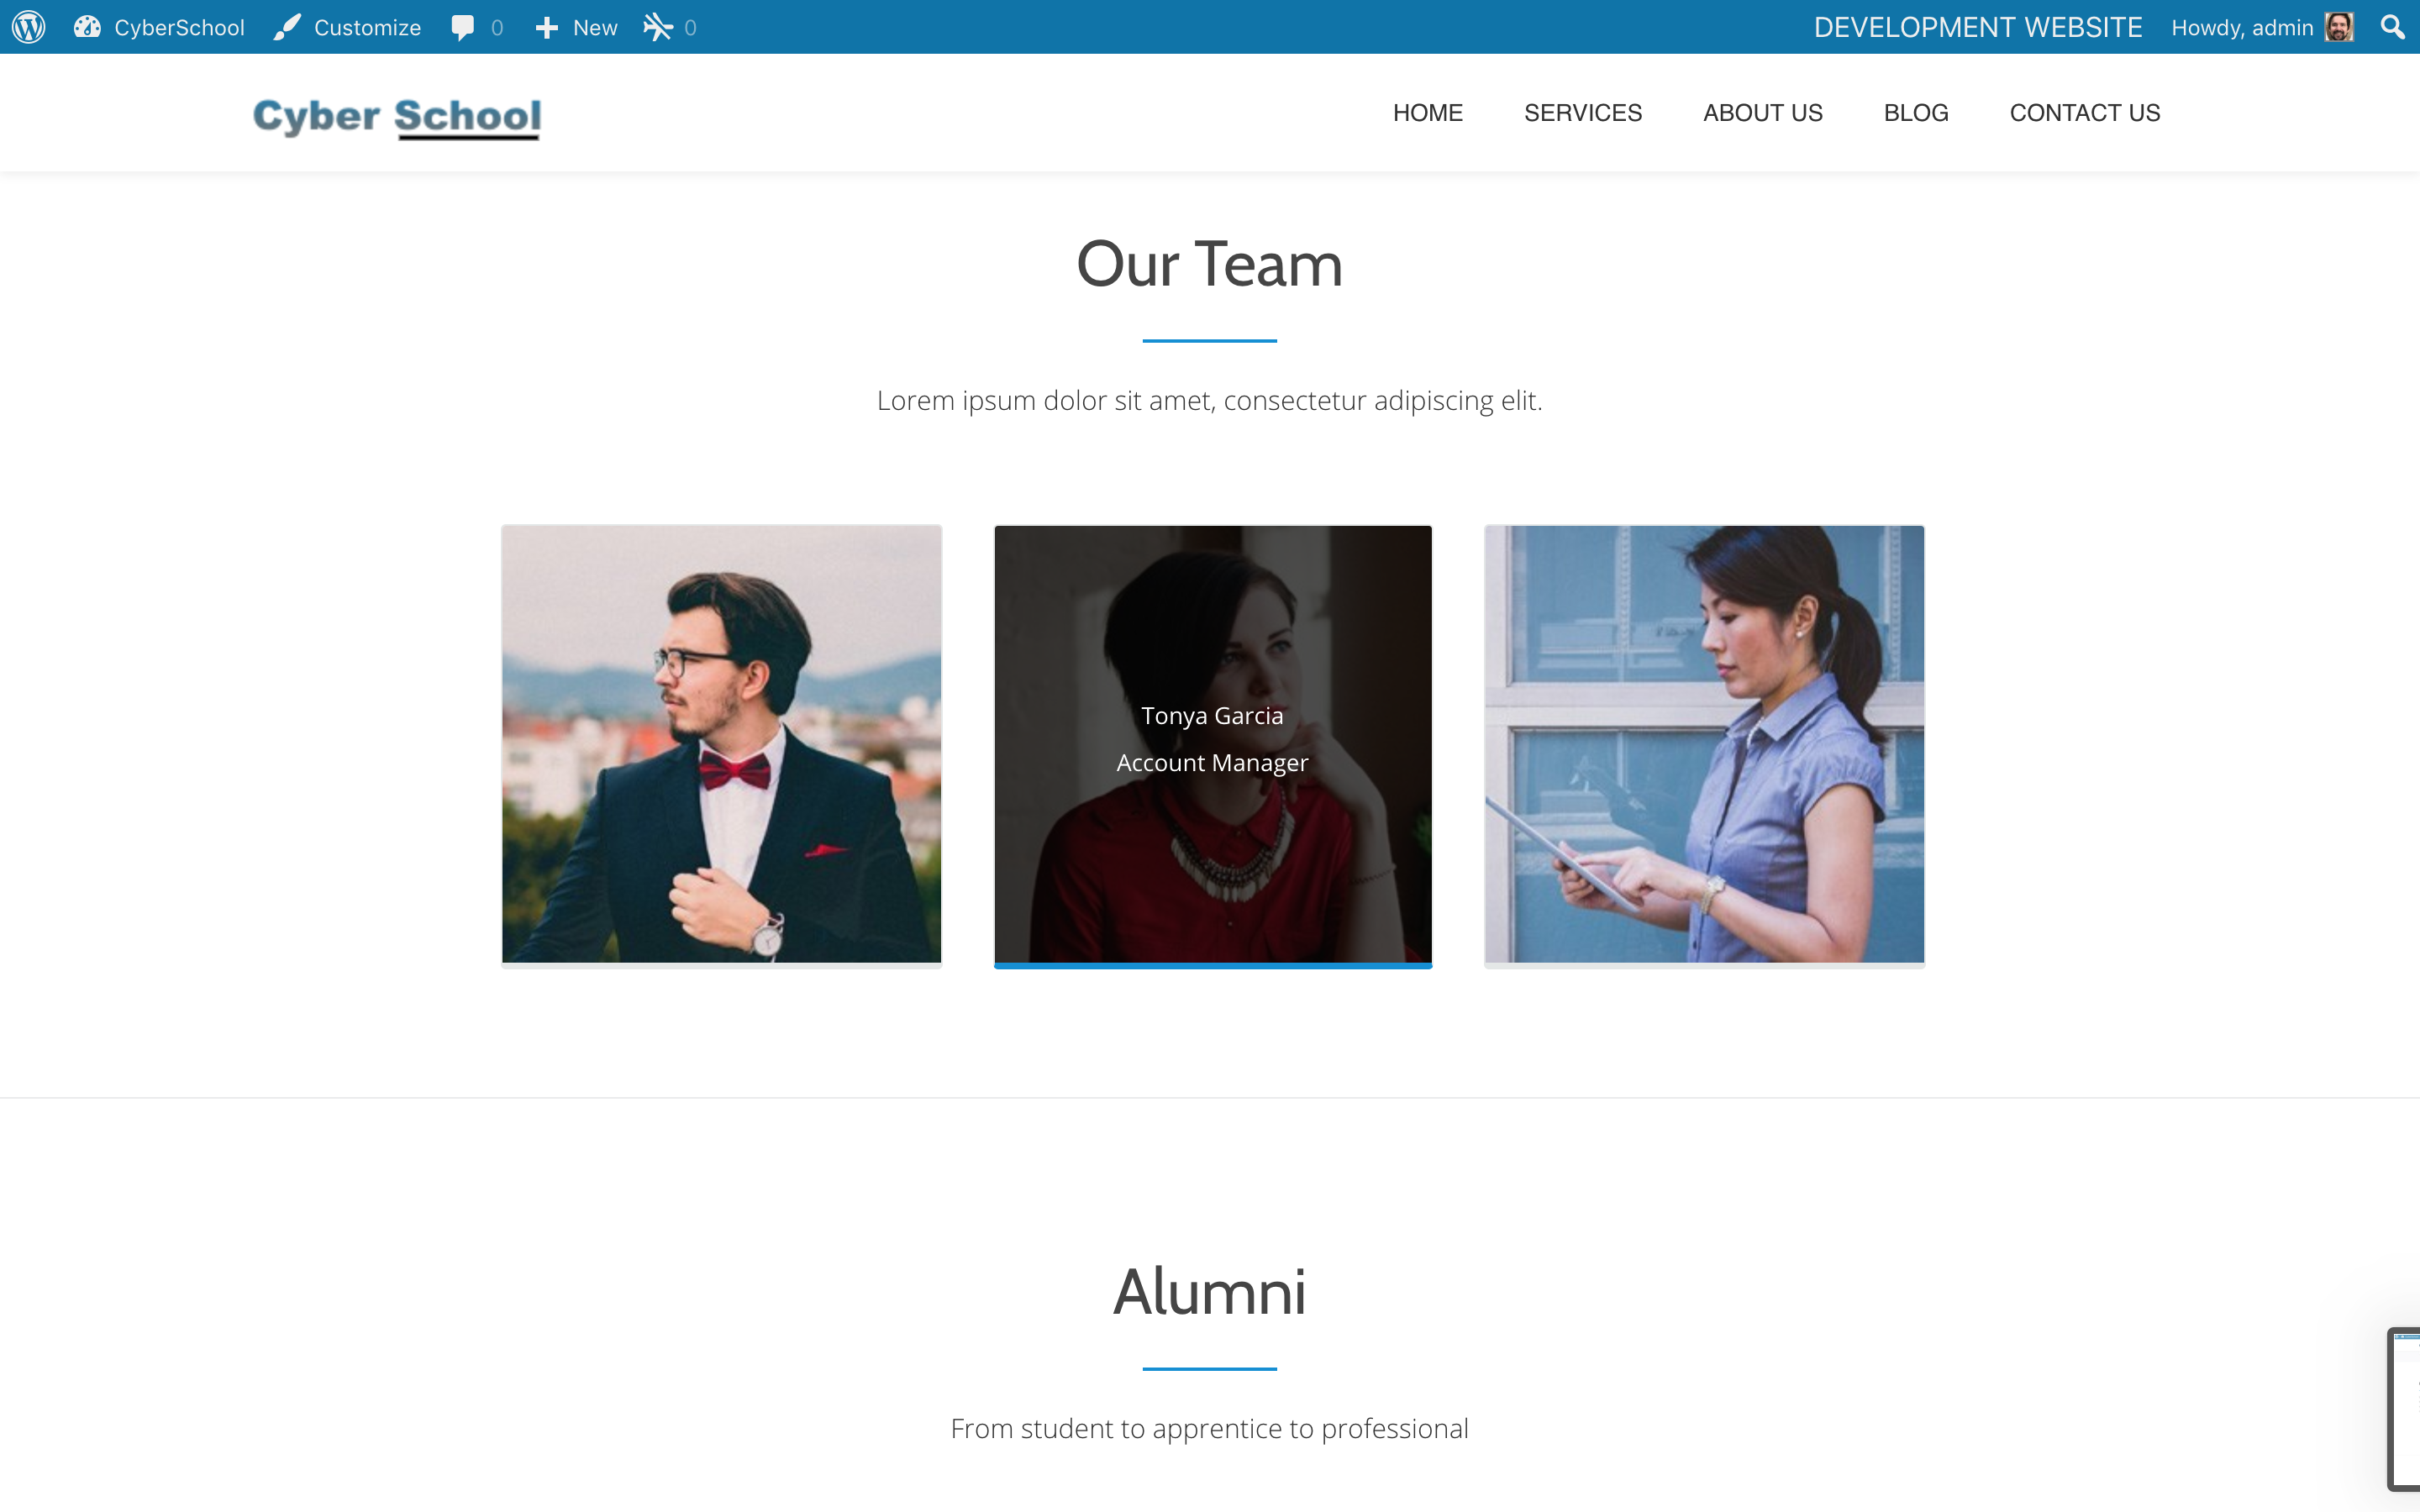 CyberSchool Customize 0 New 0 DEVELOPMENT WEBSITE Howdy, admin
Cyber School HOME SERVICES ABOUT US BLOG CONTACT US
Our Team
Lorem ipsum dolor sit amet, consectetur adipiscing elit.
Tonya Garcia
Account Manager
Alumni
From student to apprentice to professional